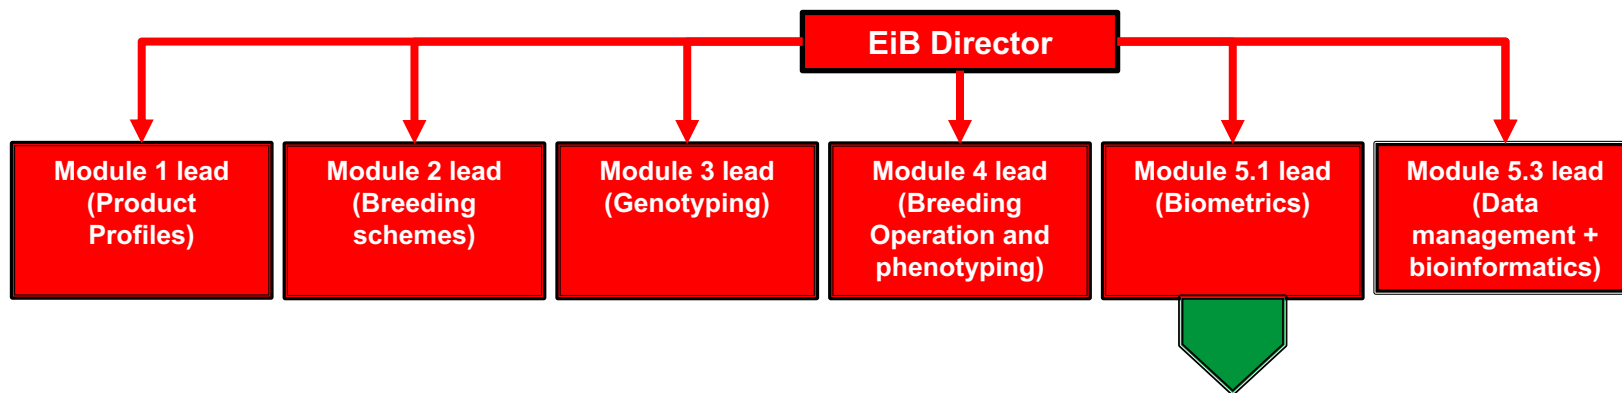 EiB Director
Module 1 lead
(Product
Profiles)
Module 2 lead
(Breeding
schemes)
Module 3 lead
(Genotyping)
Module 4 lead
(Breeding
Operation and
phenotyping)
Module 5.1 lead
(Biometrics)
Module 5.3 lead
(Data
management +
bioinformatics)